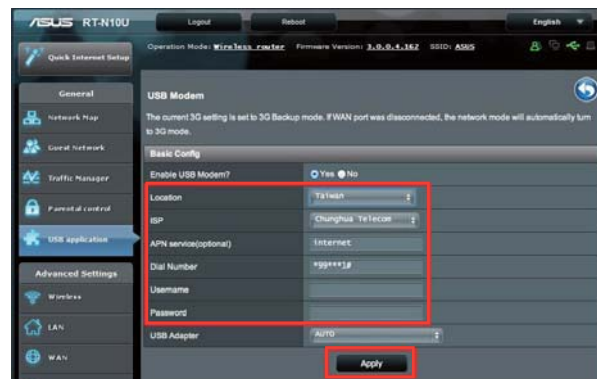 ASUS RT-N10U
Logout Reboot English
Operation Mode: Wireless router Firmware Version: 3.0.0.4.162 SSID: ASUS
Quick Internet Setup
General
Network Map
Guest Network
Traffic Manager
Parental control
USB application
Advanced Settings
Wireless
LAN
WAN
USB Modem
The current 3G setting is set to 3G Backup mode. If WAN port was disconnected, the network mode will automatically turn
to 3G mode.
Basic Config
Enable USB Modem? Yes No
Location Taiwan
ISP Chunghua Telecom
APN service(optional) internet
Dial Number *99***1#
Username
Password
USB Adapter AUTO
Apply